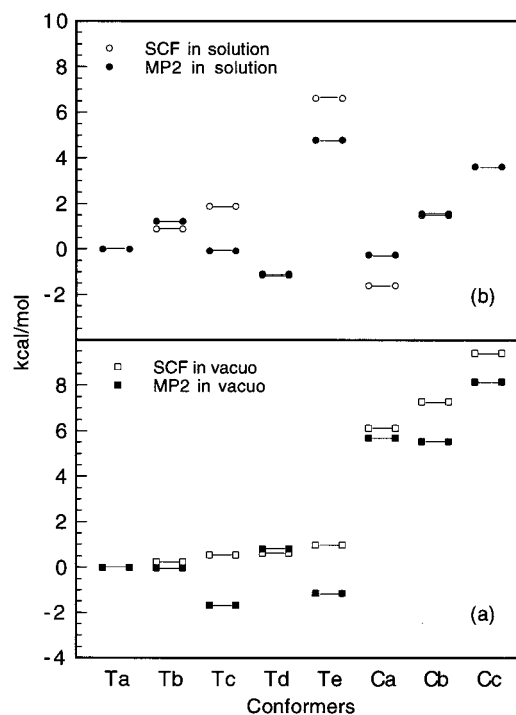 10
SCF in solution
MP2 in solution
8
6
4
2
0
-2
(b)
kcal/mol
SCF in vacuo
MP2 in vacuo
8
6
4
2
0
-2
(a)
-4
Ta Tb Tc Td Te Ca Cb Cc
Conformers